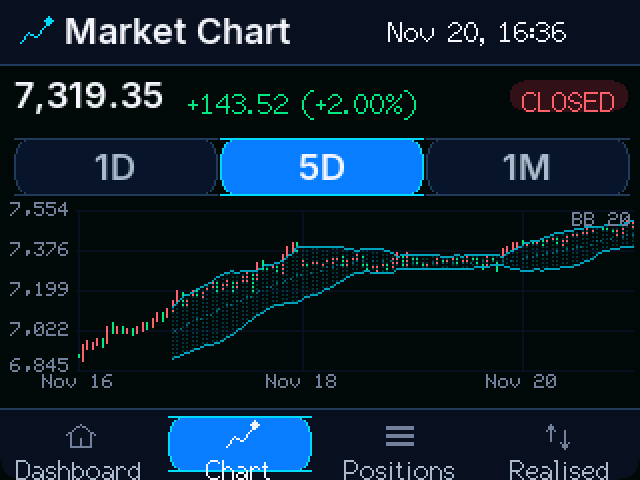 Market Chart Nov 20, 16:36
7,319.35 +143.52 (+2.00%) CLOSED
1D 5D 1M
7,554
BB 20
7,376
7,199
7,022
6,845
Nov 16 Nov 18 Nov 20
Dashboard Chart Positions Realised